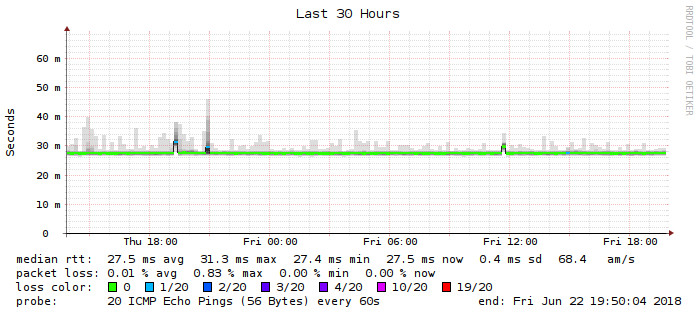 Last 30 Hours
RRDTOOL / TOBI OETIKER
Seconds
60 m
50 m
40 m
30 m
20 m
10 m
0
Thu 18:00 Fri 00:00 Fri 06:00 Fri 12:00 Fri 18:00
median rtt: 27.5 ms avg 31.3 ms max 27.4 ms min 27.5 ms now 0.4 ms sd 68.4 am/s
packet loss: 0.01 % avg 0.83 % max 0.00 % min 0.00 % now
loss color: 0 1/20 2/20 3/20 4/20 10/20 19/20
probe: 20 ICMP Echo Pings (56 Bytes) every 60s end: Fri Jun 22 19:50:04 2018